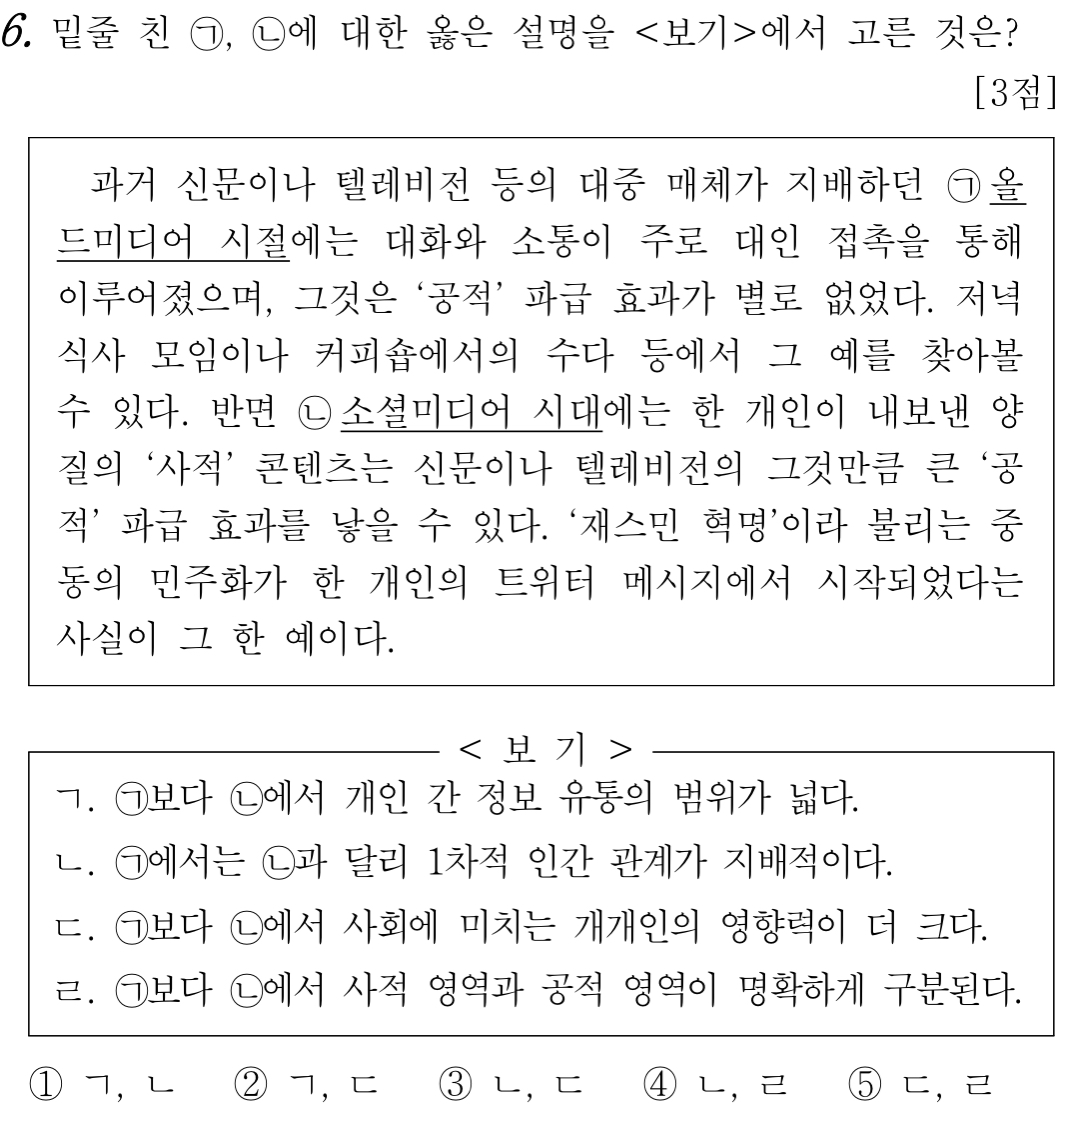 6. 밑줄 친 ㉠, ㉡에 대한 옳은 설명을 <보기>에서 고른 것은?
[3점]
과거 신문이나 텔레비전 등의 대중 매체가 지배하던 ㉠올
드미디어 시절에는 대화와 소통이 주로 대인 접촉을 통해
이루어졌으며, 그것은 ‘공적’ 파급 효과가 별로 없었다. 저녁
식사 모임이나 커피숍에서의 수다 등에서 그 예를 찾아볼
수 있다. 반면 ㉡소셜미디어 시대에는 한 개인이 내보낸 양
질의 ‘사적’ 콘텐츠는 신문이나 텔레비전의 그것만큼 큰 ‘공
적’ 파급 효과를 낳을 수 있다. ‘재스민 혁명’이라 불리는 중
동의 민주화가 한 개인의 트위터 메시지에서 시작되었다는
사실이 그 한 예이다.
< 보 기 >
ㄱ. ㉠보다 ㉡에서 개인 간 정보 유통의 범위가 넓다.
ㄴ. ㉠에서는 ㉡과 달리 1차적 인간 관계가 지배적이다.
ㄷ. ㉠보다 ㉡에서 사회에 미치는 개개인의 영향력이 더 크다.
ㄹ. ㉠보다 ㉡에서 사적 영역과 공적 영역이 명확하게 구분된다.
① ㄱ, ㄴ ② ㄱ, ㄷ ③ ㄴ, ㄷ ④ ㄴ, ㄹ ⑤ ㄷ, ㄹ